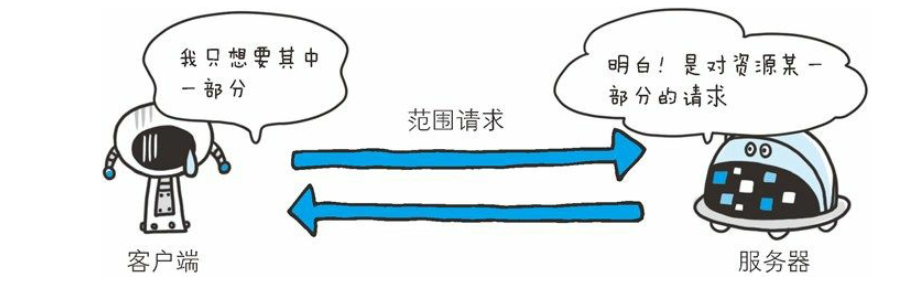 我只想要其中
一部分
明白！是对资源某一
部分的请求
范围请求
客户端
服务器